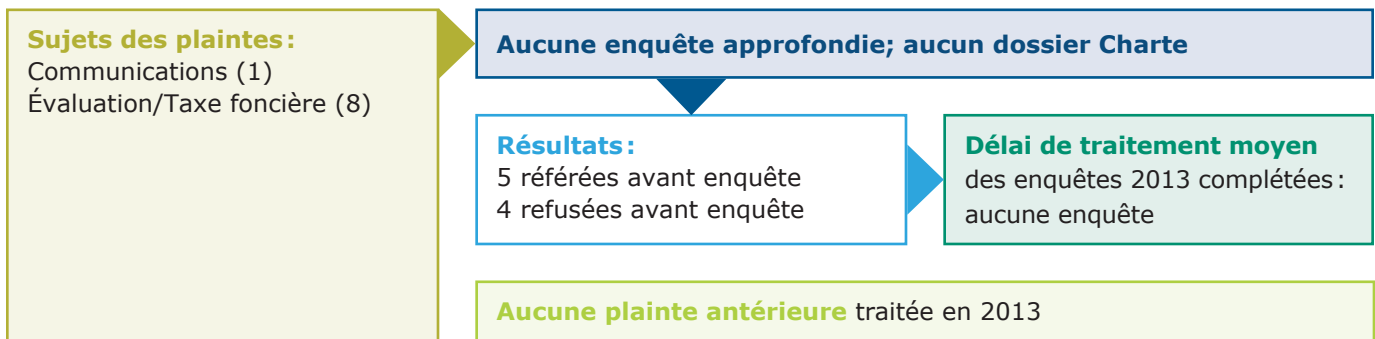 Sujets des plaintes :
Communications (1)
Évaluation/Taxe foncière (8)
Aucune enquête approfondie; aucun dossier Charte
Résultats :
5 référées avant enquête
4 refusées avant enquête
Délai de traitement moyen
des enquêtes 2013 complétées :
aucune enquête
Aucune plainte antérieure traitée en 2013